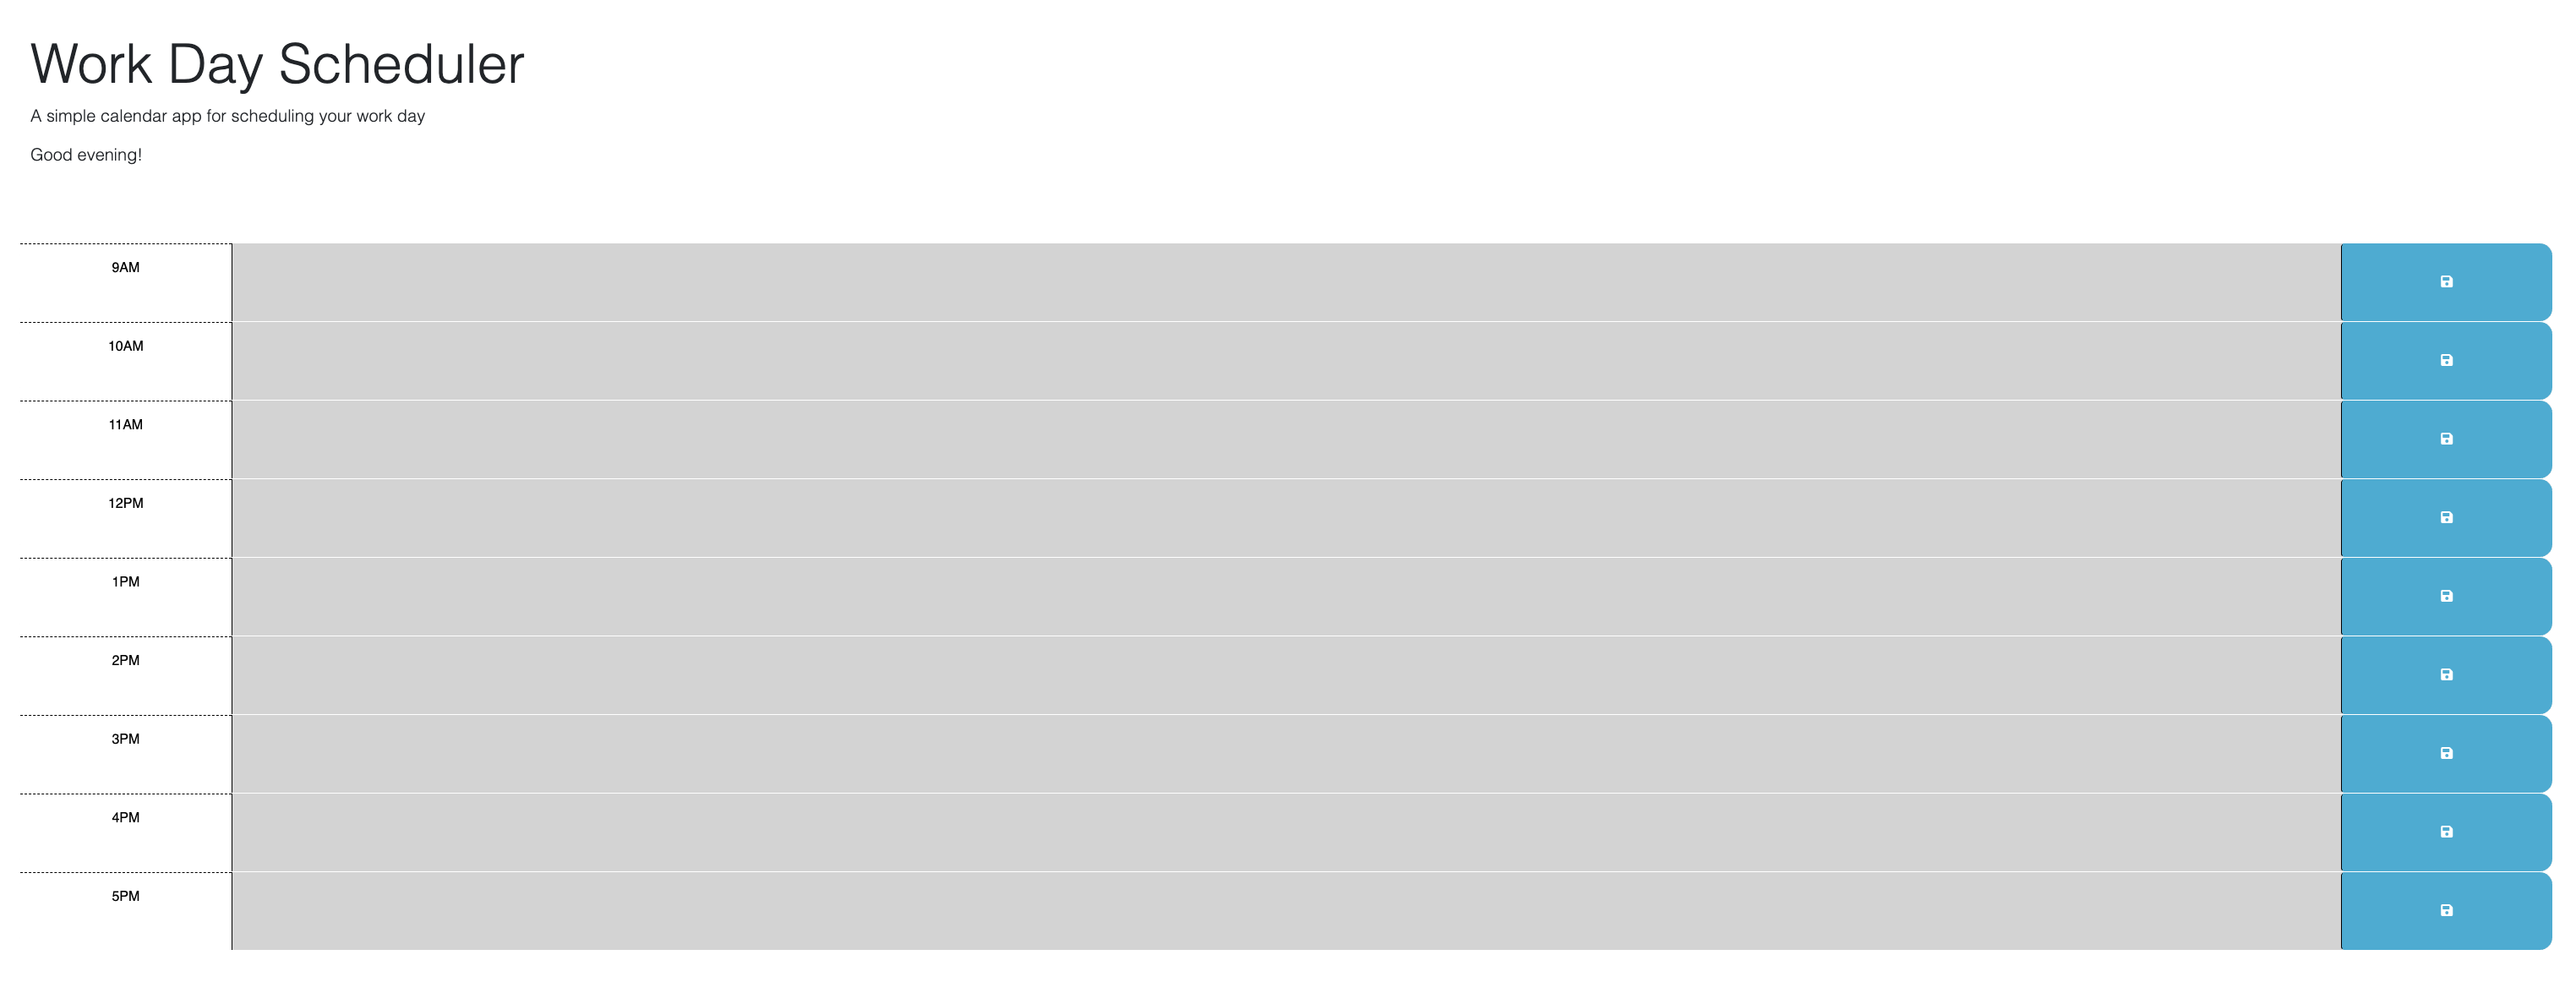 Work Day Scheduler
A simple calendar app for scheduling your work day
Good evening!
9AM
10AM
11AM
12PM
1PM
2PM
3PM
4PM
5PM